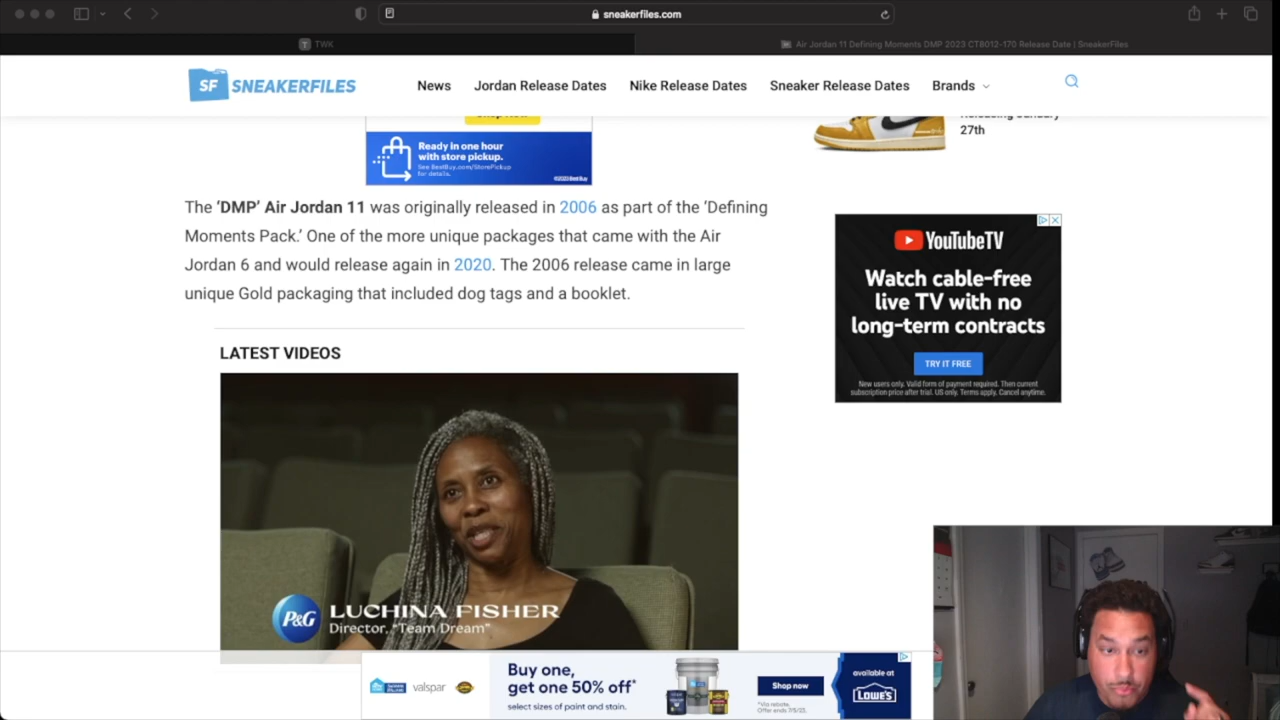 sneakerfiles.com
TWK
Air Jordan 11 Defining Moments DMP 2023 CT8012-170 Release Date | SneakerFiles
SF SNEAKERFILES
News
Jordan Release Dates
Nike Release Dates
Sneaker Release Dates
Brands
27th
Ready in one hour
with store pickup.
See BestBuy.com/StorePickup
for details.
©2023 Best Buy
The ‘DMP’ Air Jordan 11 was originally released in 2006 as part of the ‘Defining
Moments Pack.’ One of the more unique packages that came with the Air
Jordan 6 and would release again in 2020. The 2006 release came in large
unique Gold packaging that included dog tags and a booklet.
YouTubeTV
Watch cable-free
live TV with no
long-term contracts
TRY IT FREE
New users only. Valid form of payment required. Then current
subscription price after trial. US only. Terms apply. Cancel anytime.
LATEST VIDEOS
P&G
LUCHINA FISHER
Director, “Team Dream”
valspar
Buy one,
get one 50% off*
select sizes of paint and stain.
Shop now
*Via rebate.
Offer ends 7/5/23.
available at
LOWE'S